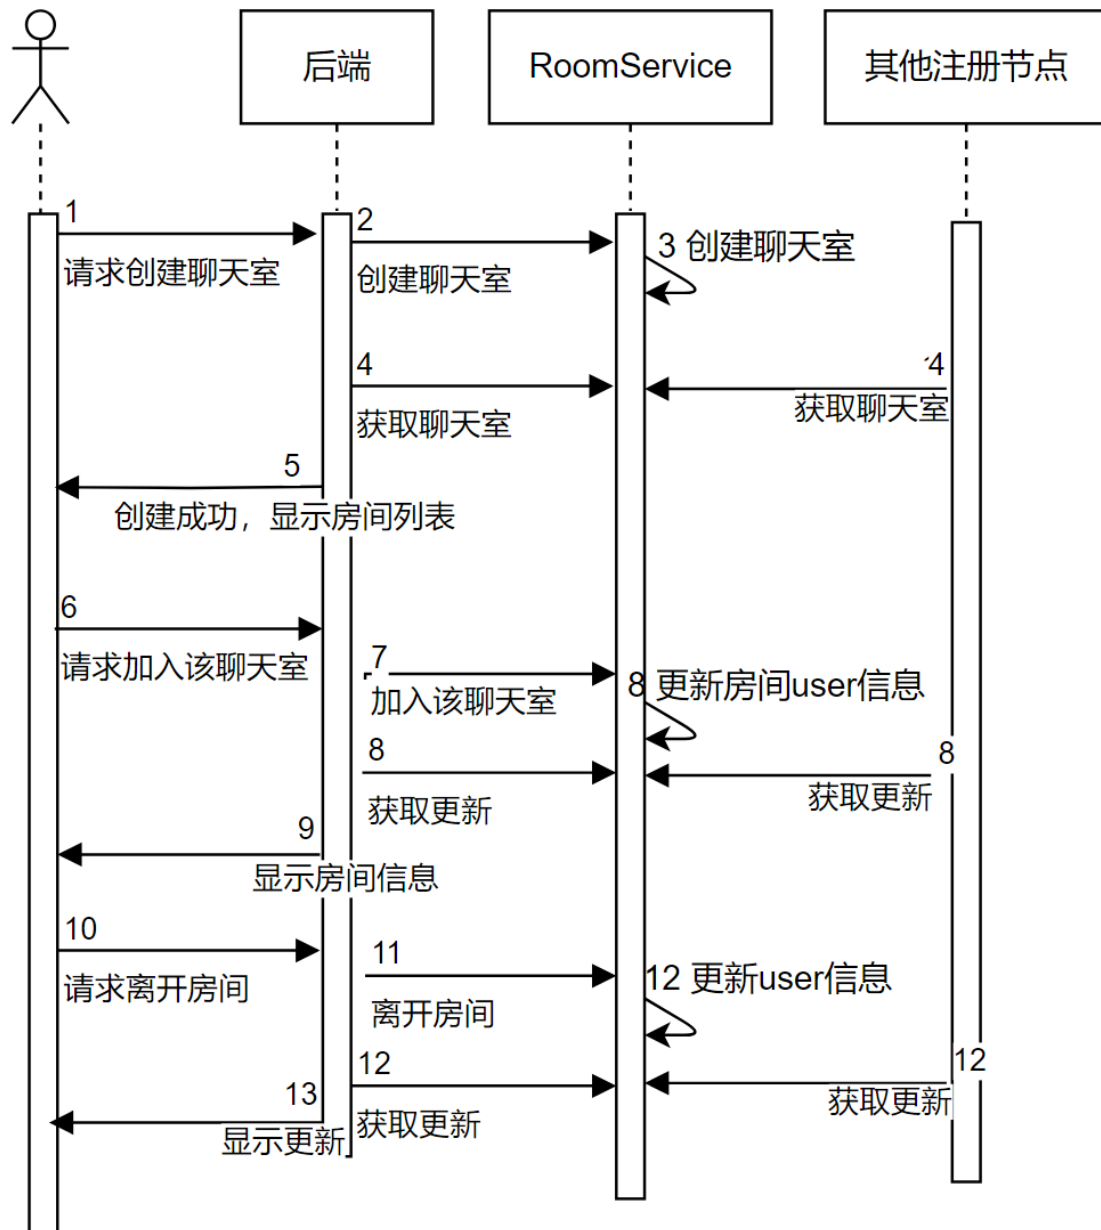 后端
RoomService
其他注册节点
1
请求创建聊天室
2
创建聊天室
3 创建聊天室
4
获取聊天室
4
获取聊天室
5
创建成功，显示房间列表
6
请求加入该聊天室
7
加入该聊天室
8 更新房间user信息
8
获取更新
8
获取更新
9
显示房间信息
10
请求离开房间
11
离开房间
12 更新user信息
12
获取更新
12
获取更新
13
显示更新